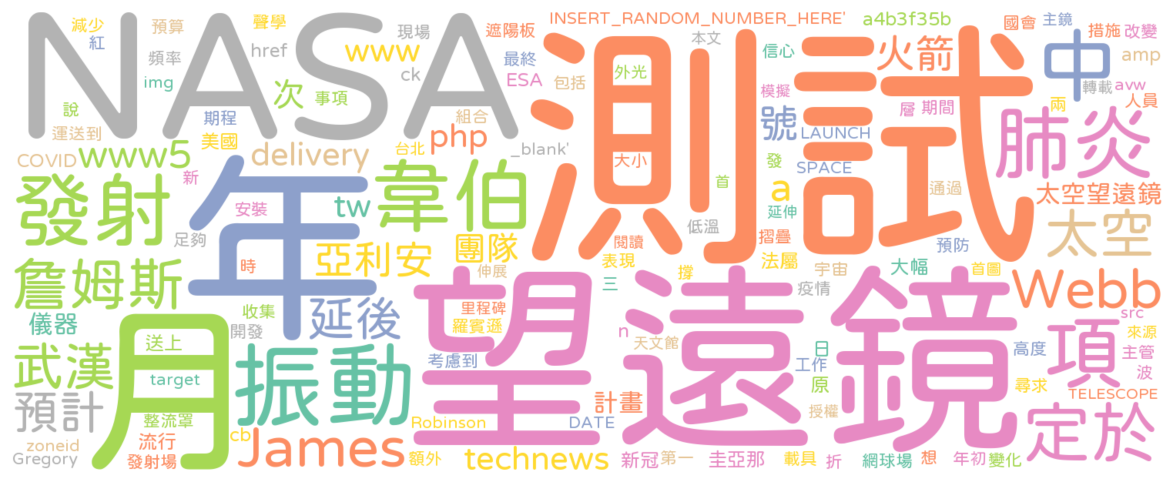 減少
預算
聲學
現場
遮陽板
INSERT_RANDOM_NUMBER_HERE'
a4b3f35b
國會
主鏡
NASA
紅
頻率
href
www
最終
本文
信心
火箭
中
措施
改變
img
ck
ESA
包括
外光
測試
amp
說
次
事項
模擬
層
期間
轉載
avw
運送到
期程
組合
php
號
LAUNCH
兩
人員
COVID
www5
美國
delivery
台北
_blank'
大小
發
SPACE
肺炎
新
年
韋伯
首
a
通過
太空望遠鏡
發射
安裝
tw
低溫
延伸
太空
足夠
亞利安
團隊
閱讀
摺疊
預防
時
表現
法屬
宇宙
大幅
首圖
詹姆斯
收集
延後
伸展
三
撐
疫情
Webb
儀器
開發
里程碑
羅賓遜
n
望遠鏡
src
月
送上
天文館
日
項
來源
武漢
振動
考慮到
工作
高度
主管
target
原
波
預計
整流罩
計畫
授權
尋求
TELESCOPE
流行
cb
Robinson
DATE
定於
zoneid
James
Gregory
發射場
額外
technews
新冠
第一
圭亞那
載具
折
網球場
想
年初
變化